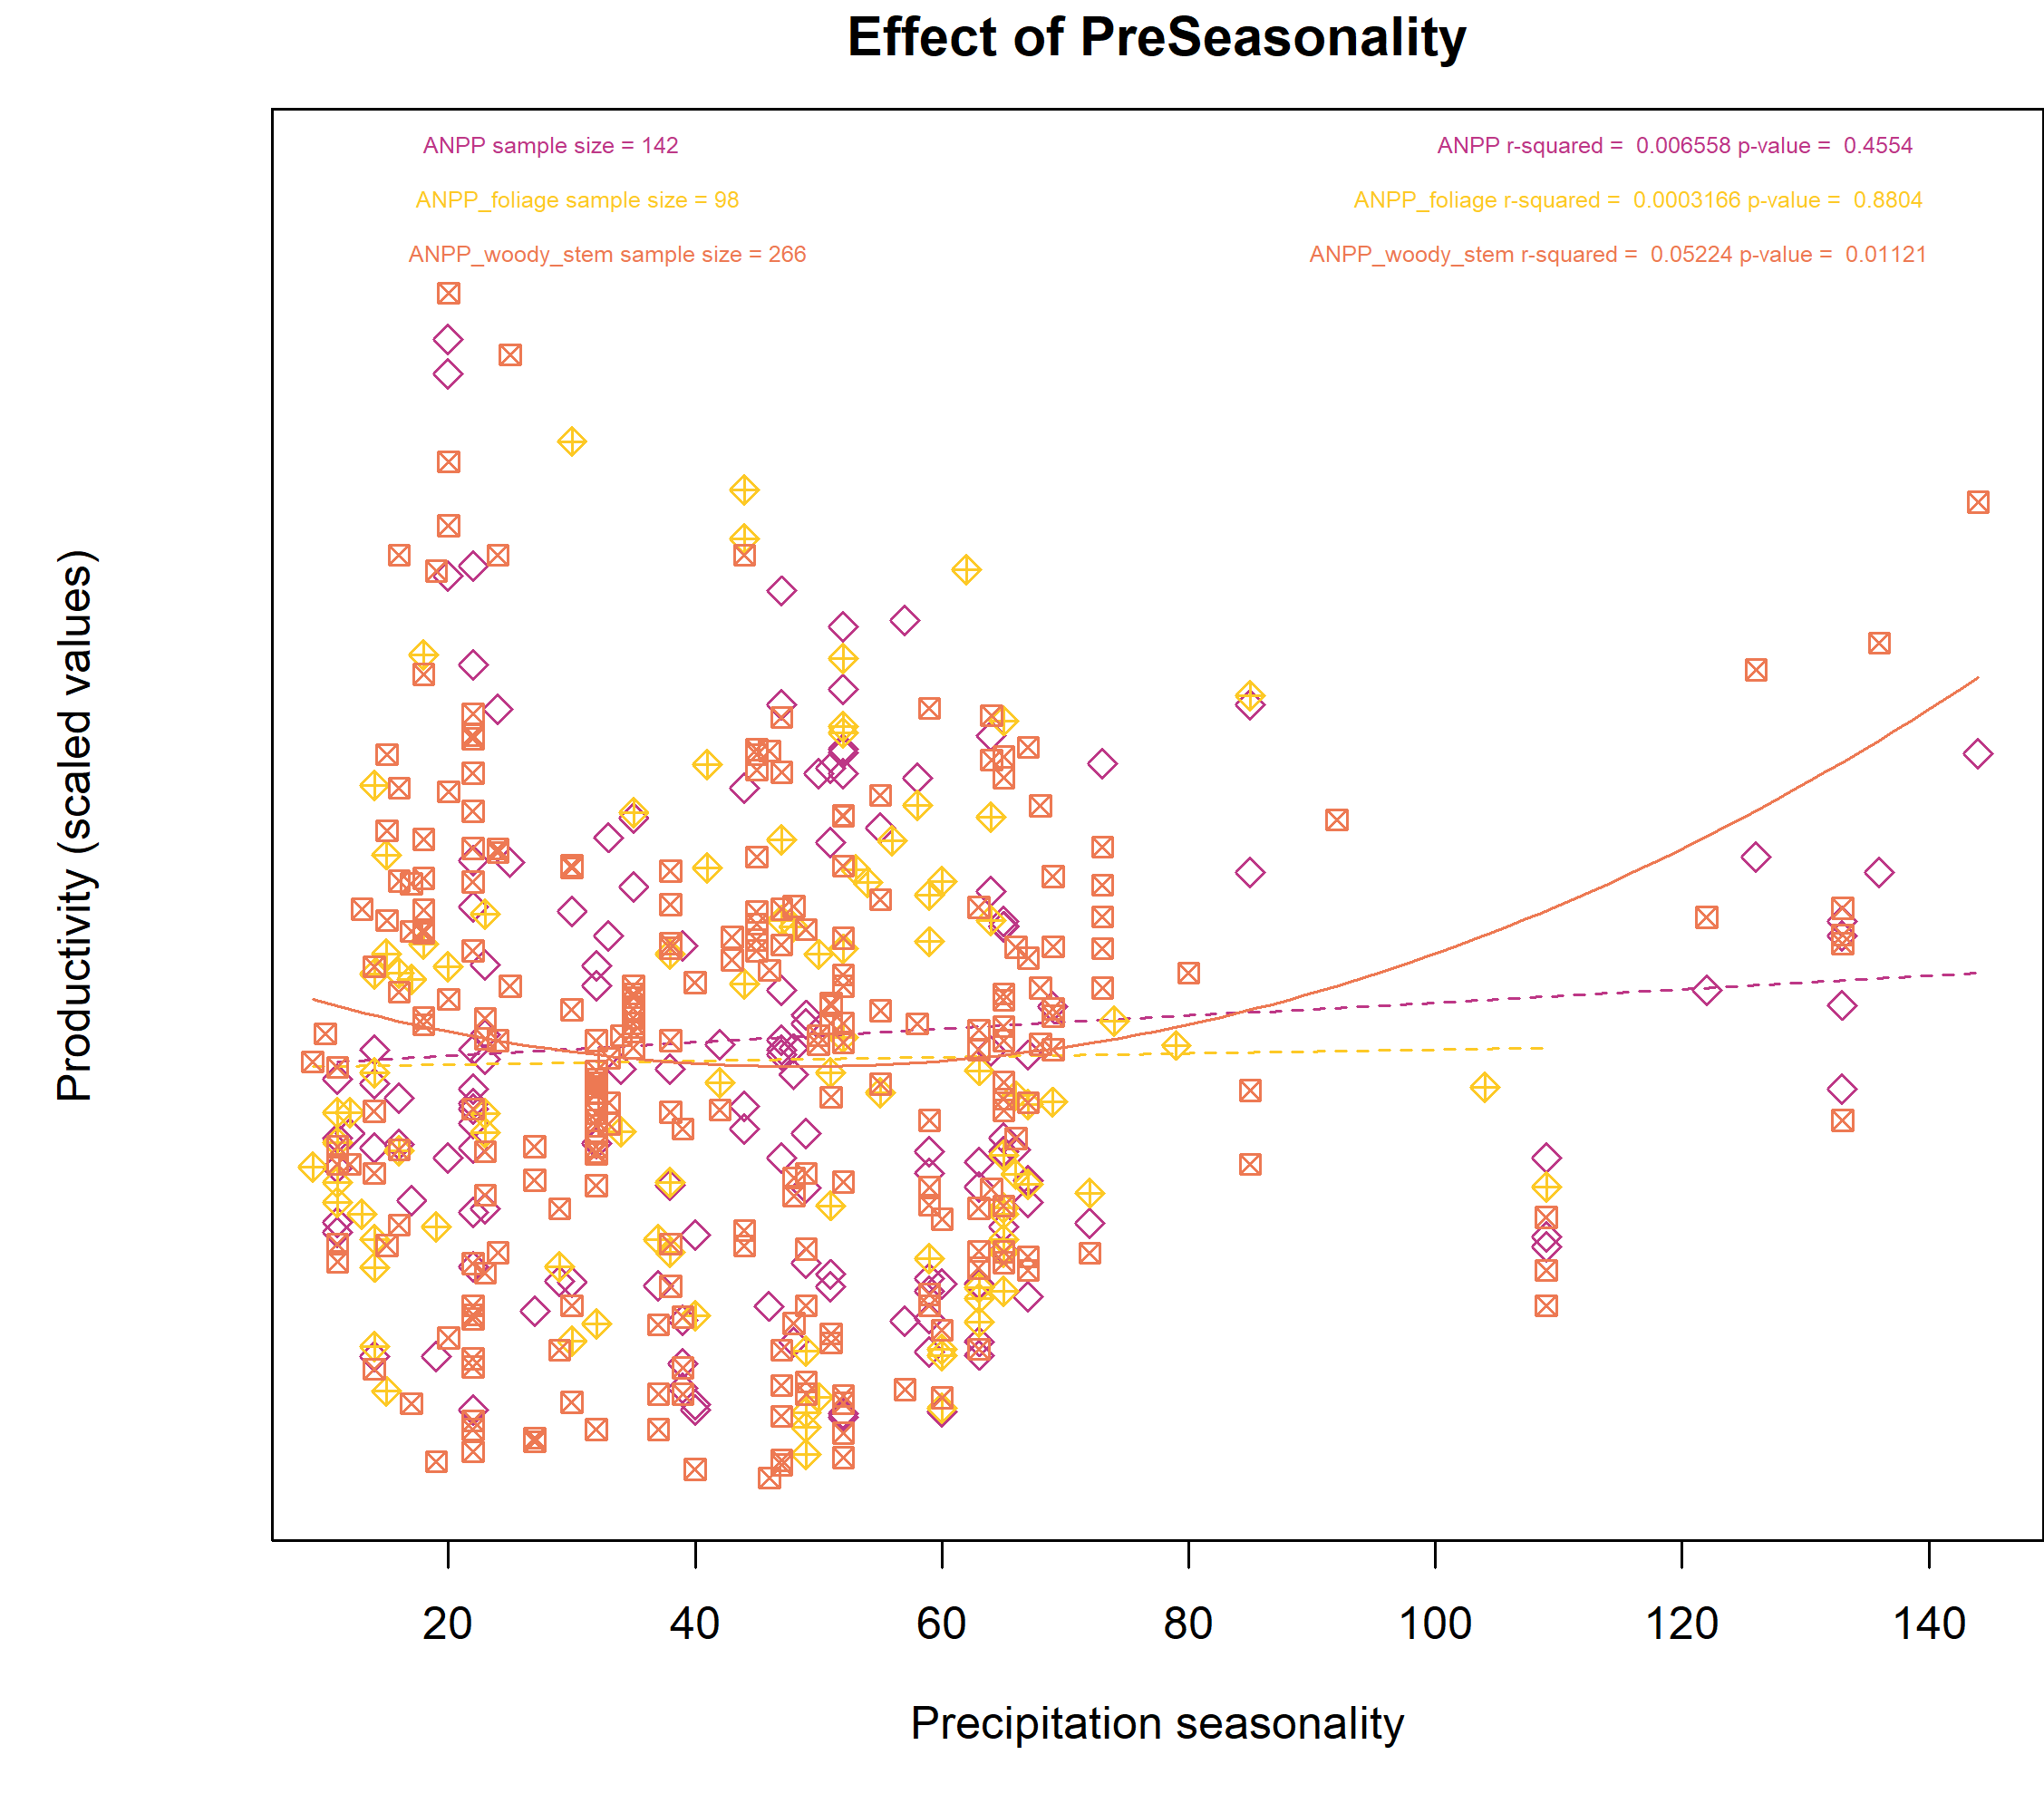 Effect of PreSeasonality
ANPP sample size = 142
ANPP r-squared = 0.006558 p-value = 0.4554
ANPP_foliage sample size = 98
ANPP_foliage r-squared = 0.0003166 p-value = 0.8804
ANPP_woody_stem sample size = 266
ANPP_woody_stem r-squared = 0.05224 p-value = 0.01121
Productivity (scaled values)
20 40 60 80 100 120 140
Precipitation seasonality